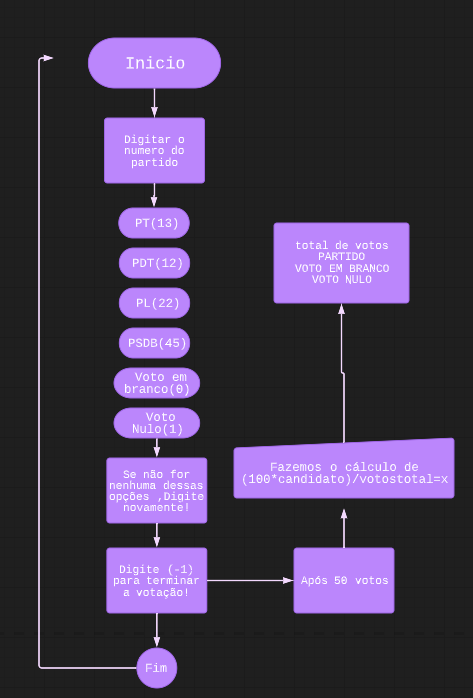 Inicio
Digitar o
numero do
partido
PT(13)
PDT(12)
PL(22)
PSDB(45)
Voto em
branco(0)
Voto
Nulo(1)
Se não for
nenhuma dessas
opções ,Digite
novamente!
Digite (-1)
para terminar
a votação!
Fim
Após 50 votos
Fazemos o cálculo de
(100*candidato)/votostotal=x
total de votos
PARTIDO
VOTO EM BRANCO
VOTO NULO